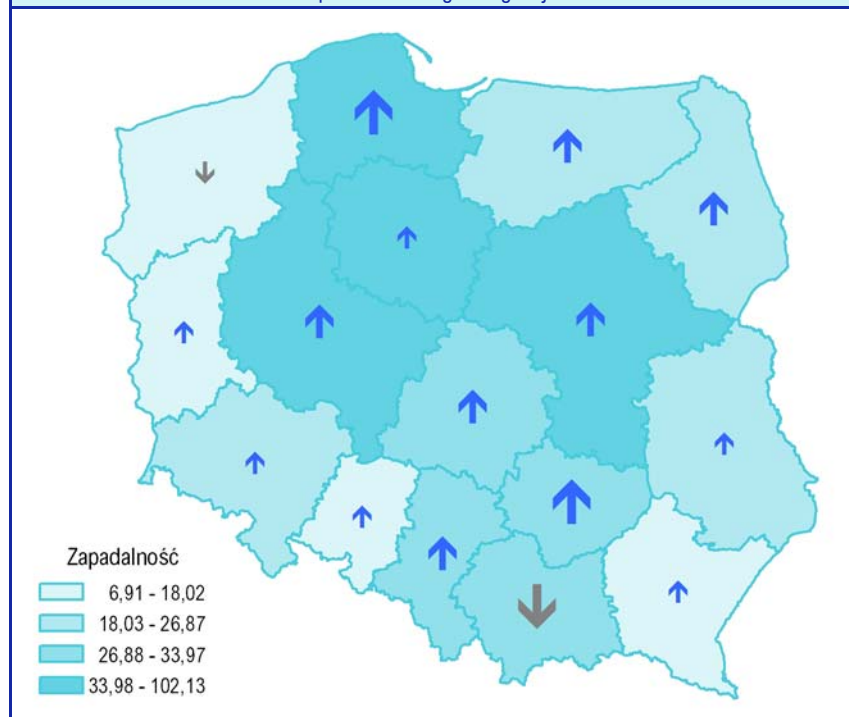 Zapadalność
6,91 - 18,02
18,03 - 26,87
26,88 - 33,97
33,98 - 102,13